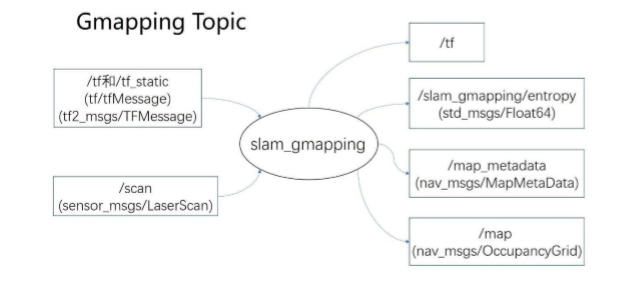 Gmapping Topic
/tf和/tf_static
(tf/tfMessage)
(tf2_msgs/TFMessage)
/scan
(sensor_msgs/LaserScan)
slam_gmapping
/tf
/slam_gmapping/entropy
(std_msgs/Float64)
/map_metadata
(nav_msgs/MapMetaData)
/map
(nav_msgs/OccupancyGrid)